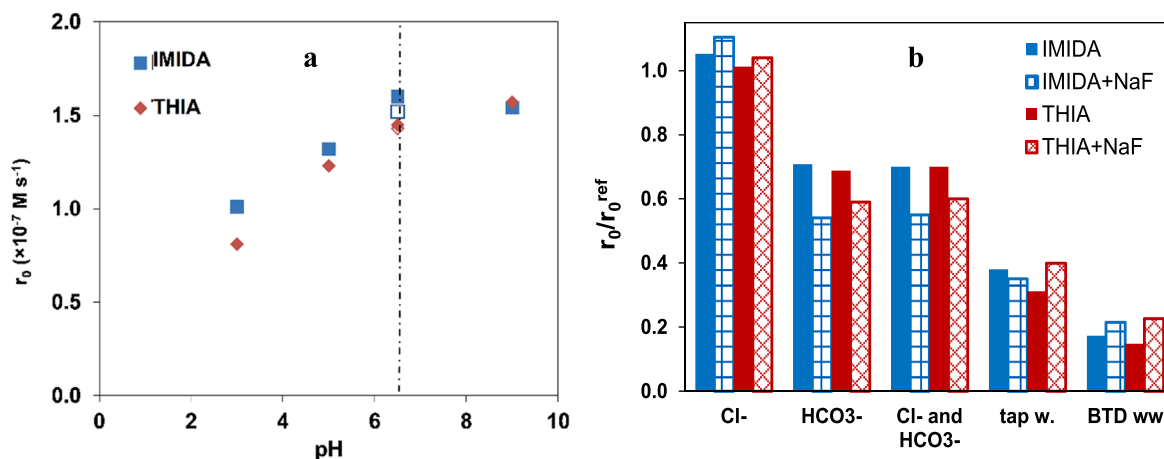 a
IMIDA
THIA
2.0
1.5
1.0
0.5
0.0
0
2
4
6
8
10
r₀ (×10⁻⁷ M s⁻¹)
pH
b
IMIDA
IMIDA+NaF
THIA
THIA+NaF
1.0
0.8
0.6
0.4
0.2
0.0
r₀/r₀ʳᵉᶠ
Cl-
HCO3-
Cl- and
HCO3-
tap w.
BTD ww